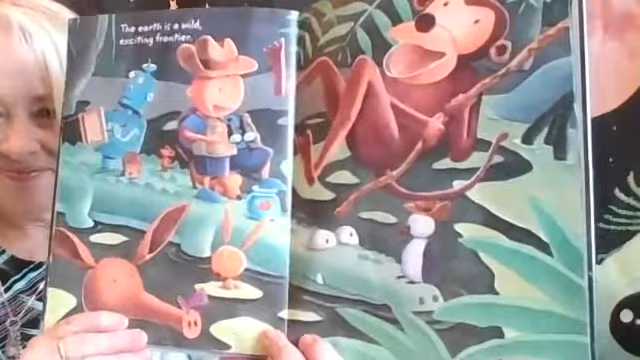 The earth is a wild,
exciting frontier.